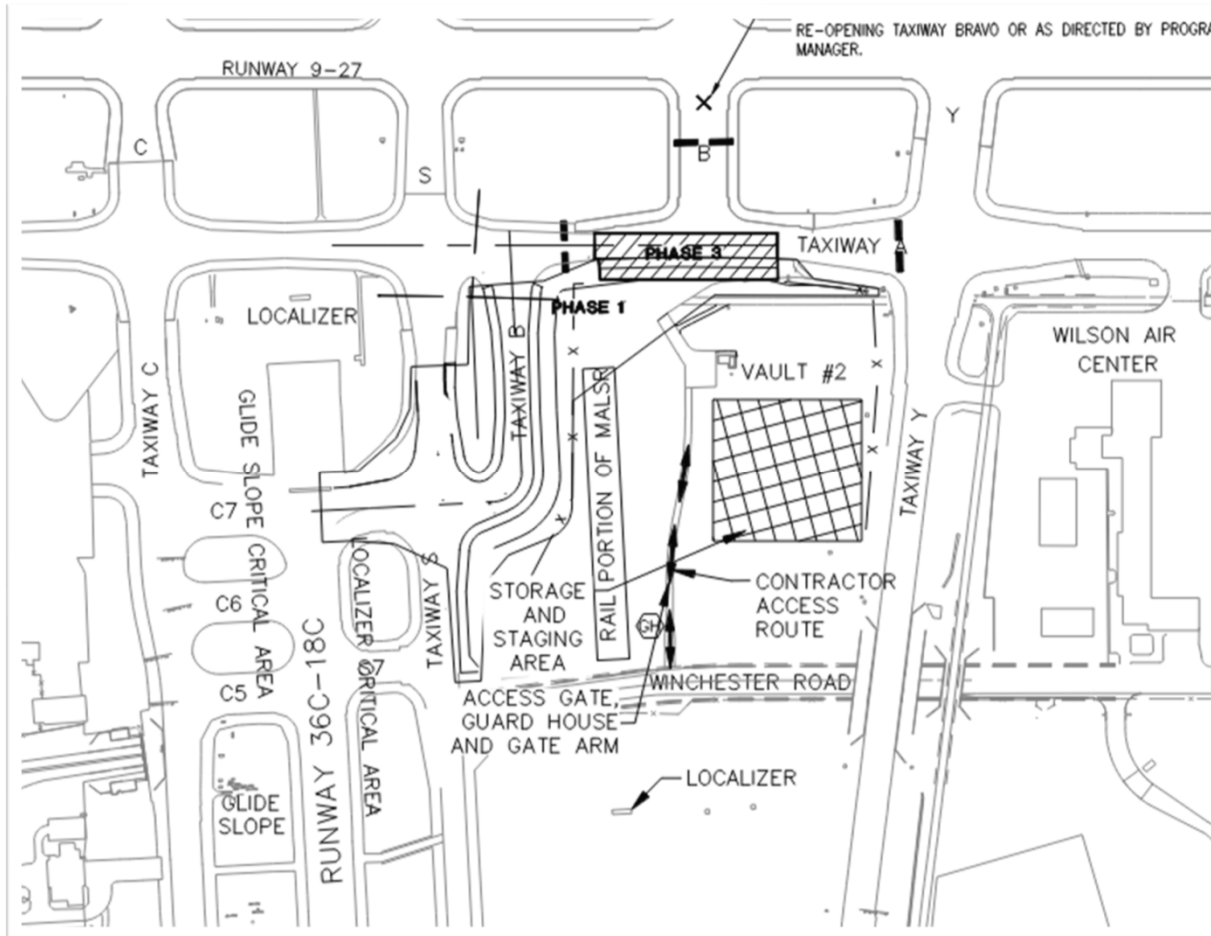 RE-OPENING TAXIWAY BRAVO OR AS DIRECTED BY PROGRA
MANAGER.
RUNWAY 9-27
C
S
B
Y
TAXIWAY A
PHASE 3
PHASE 1
LOCALIZER
TAXIWAY B
TAXIWAY C
GLIDE SLOPE CRITICAL AREA
RAIL PORTION OF MALSR
VAULT #2
WILSON AIR
CENTER
TAXIWAY Y
C7
C6
C5
LOCALIZER CRITICAL AREA
S7
TAXIWAY S
RUNWAY 36C-18C
STORAGE
AND
STAGING
AREA
CONTRACTOR
ACCESS
ROUTE
GH
WINCHESTER ROAD
ACCESS GATE,
GUARD HOUSE
AND GATE ARM
LOCALIZER
GLIDE
SLOPE